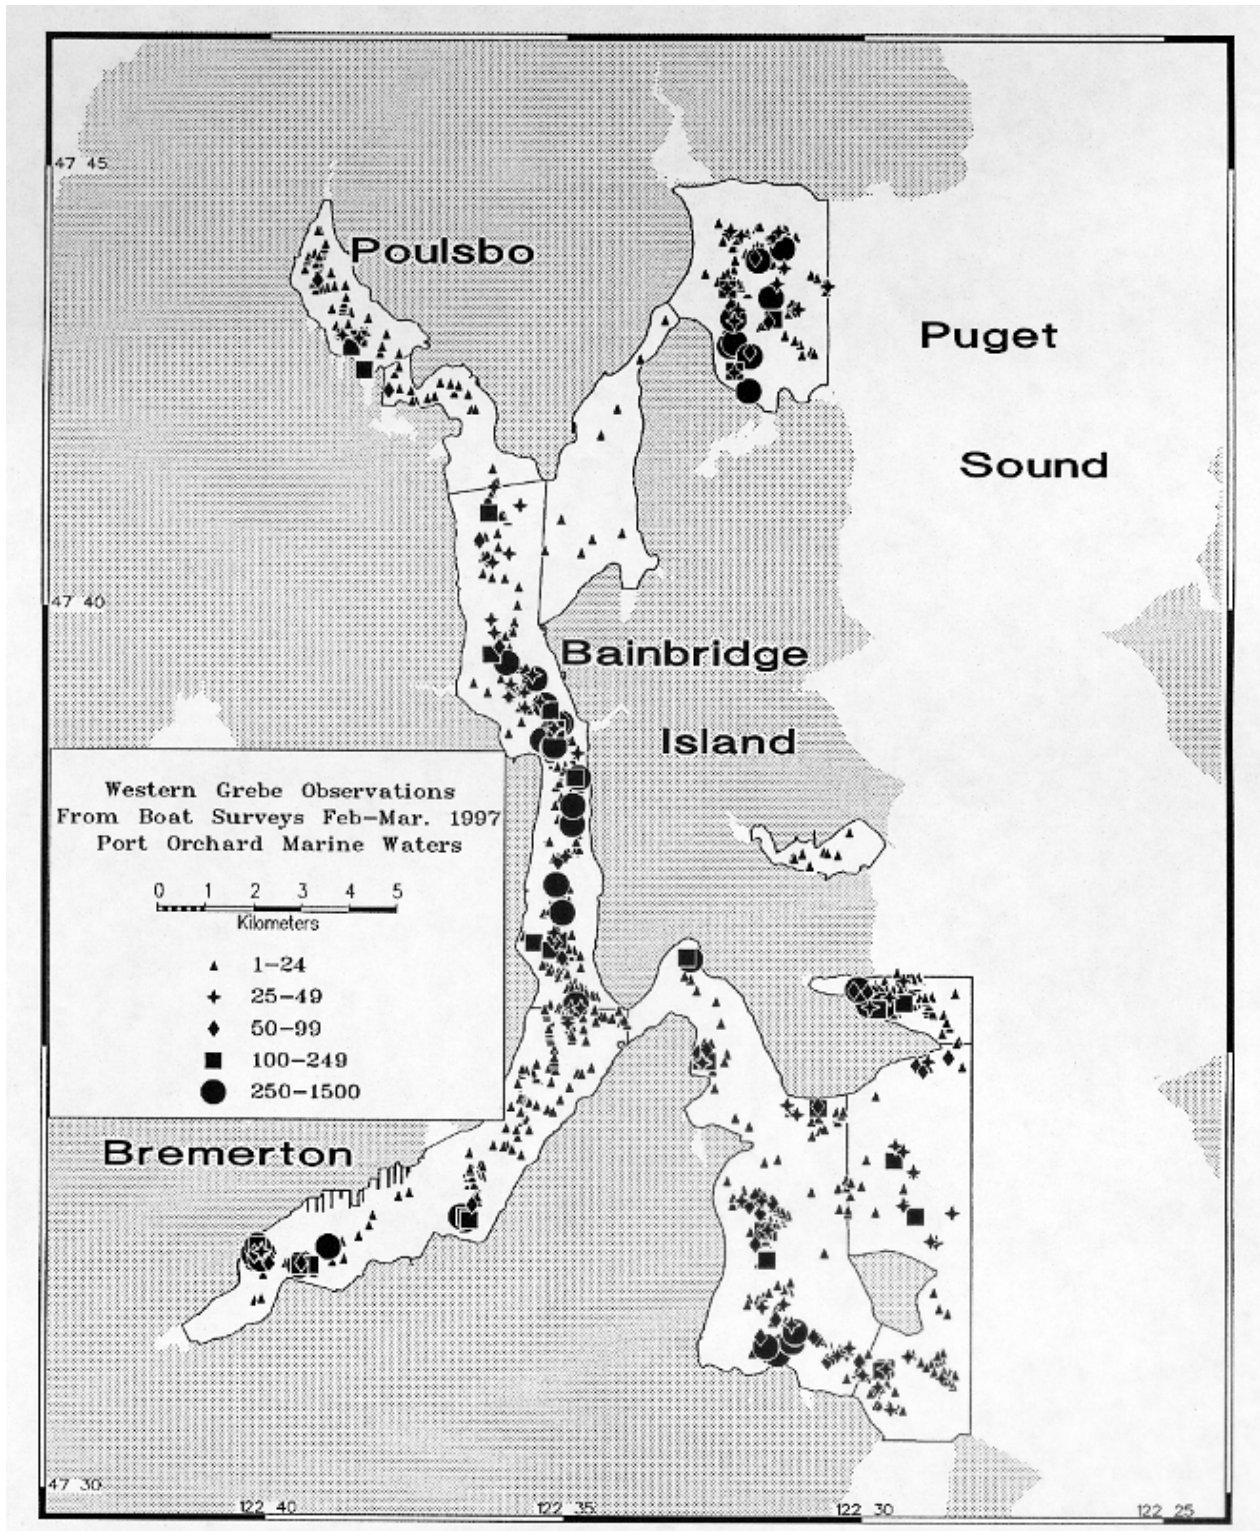 47 45
Poulsbo
Puget
Sound
47 40
Bainbridge
Island
Western Grebe Observations
From Boat Surveys Feb-Mar. 1997
Port Orchard Marine Waters
0 1 2 3 4 5
Kilometers
1-24
25-49
50-99
100-249
250-1500
Bremerton
47 30
122 40
122 35
122 30
122 25